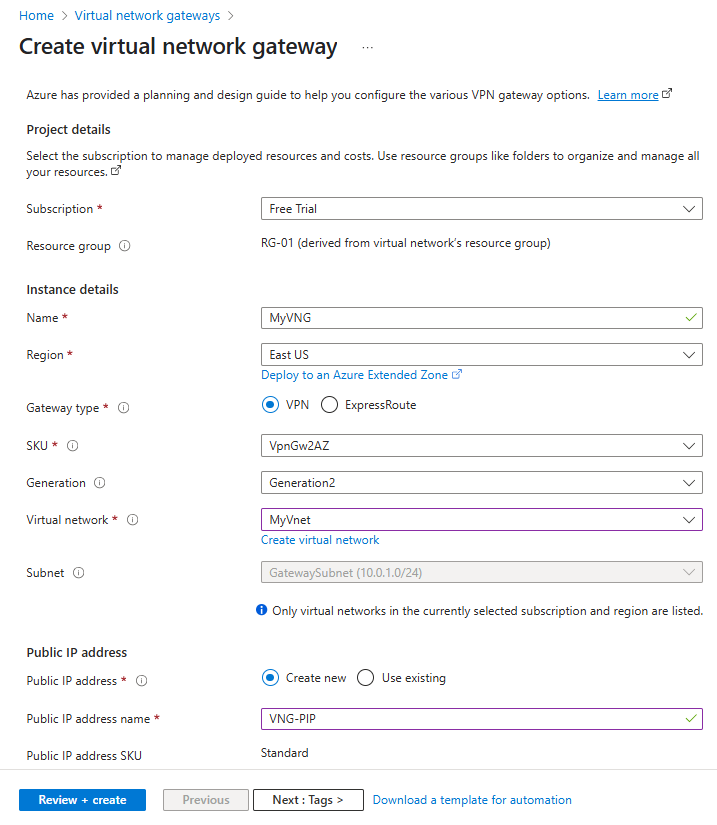 Home > Virtual network gateways >
Create virtual network gateway ...
Azure has provided a planning and design guide to help you configure the various VPN gateway options. Learn more
Project details
Select the subscription to manage deployed resources and costs. Use resource groups like folders to organize and manage all
your resources.
Subscription * Free Trial
Resource group RG-01 (derived from virtual network's resource group)
Instance details
Name * MyVNG
Region * East US
Deploy to an Azure Extended Zone
Gateway type * VPN ExpressRoute
SKU * VpnGw2AZ
Generation Generation2
Virtual network * MyVnet
Create virtual network
Subnet GatewaySubnet (10.0.1.0/24)
Only virtual networks in the currently selected subscription and region are listed.
Public IP address
Public IP address * Create new Use existing
Public IP address name * VNG-PIP
Public IP address SKU Standard
Review + create Previous Next : Tags > Download a template for automation